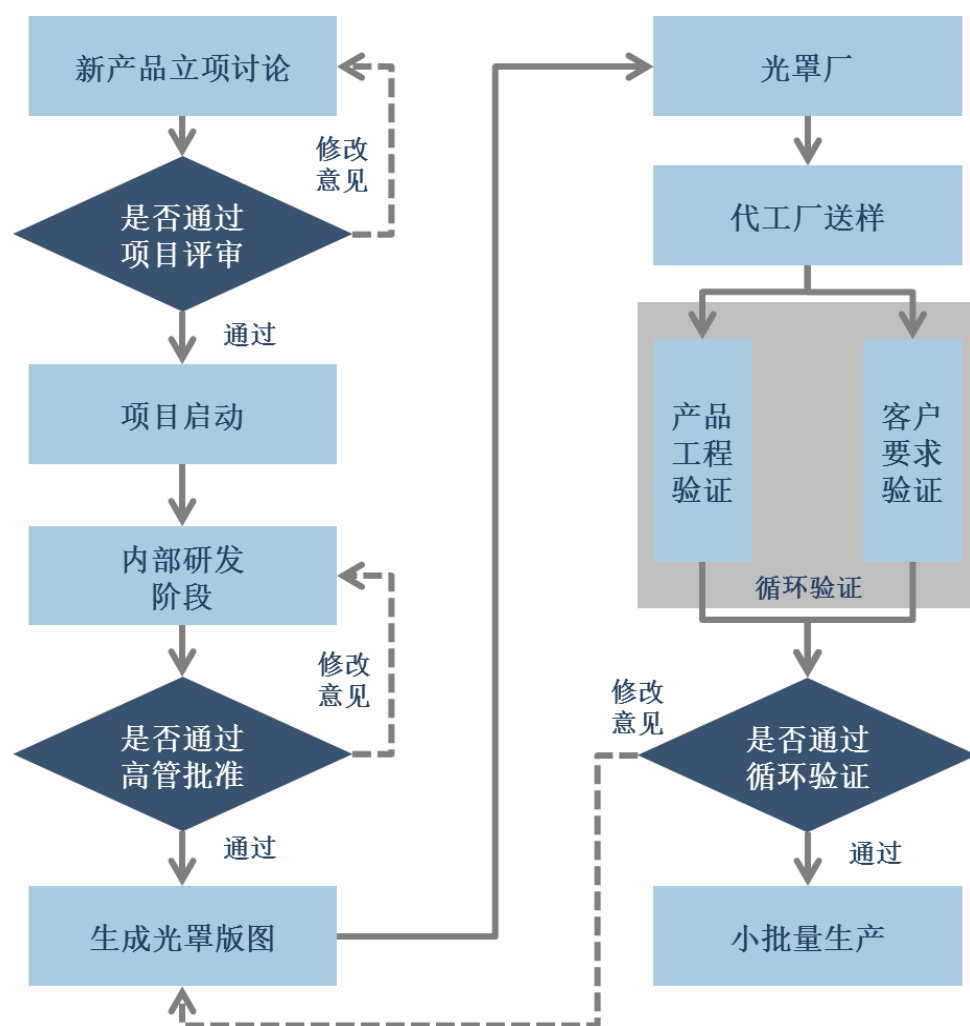 新产品立项讨论
修改
意见
是否通过
项目评审
通过
项目启动
内部研发
阶段
修改
意见
是否通过
高管批准
通过
生成光罩版图
光罩厂
代工厂送样
产品
工程
验证
客户
要求
验证
循环验证
修改
意见
是否通过
循环验证
通过
小批量生产